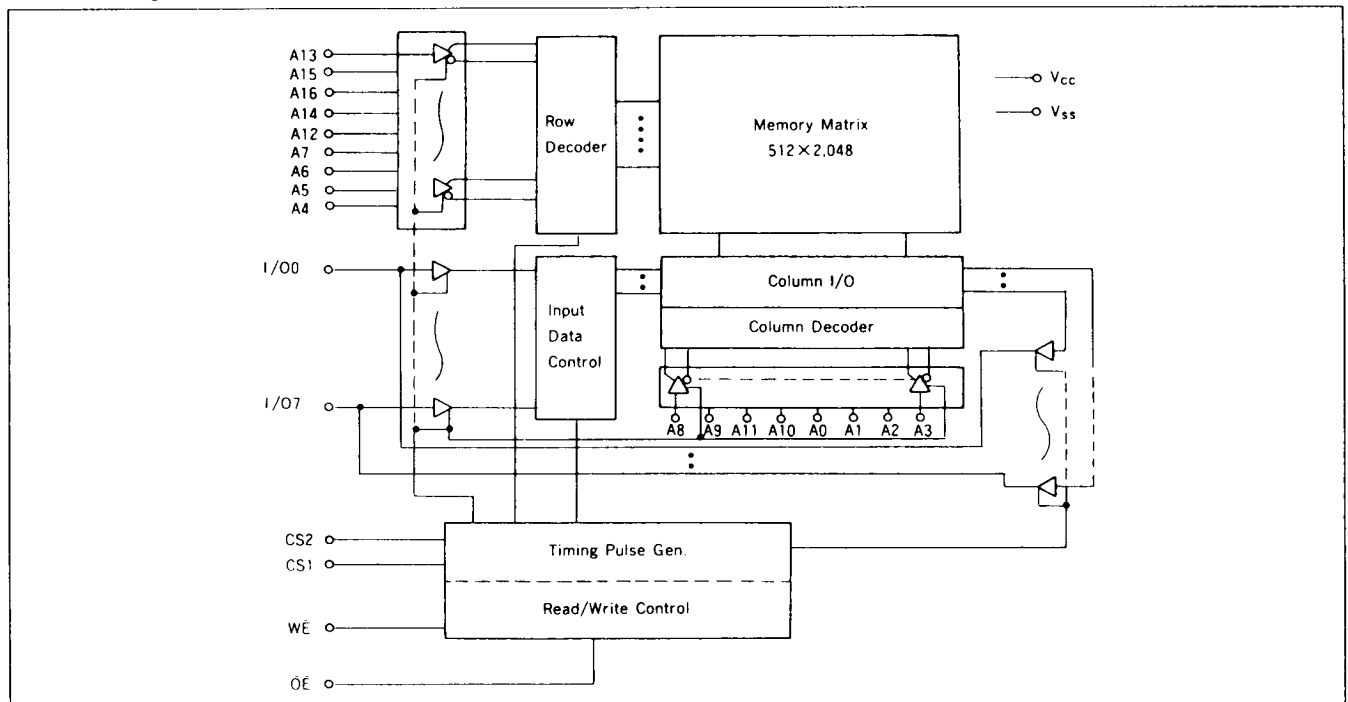 A13
A15
A16
A14
A12
A7
A6
A5
A4
Row
Decoder
Memory Matrix
512×2,048
Vcc
Vss
I/O0
I/O7
Input
Data
Control
Column I/O
Column Decoder
A8 A9 A11 A10 A0 A1 A2 A3
CS2
CS1
WE
OE
Timing Pulse Gen.
Read/Write Control